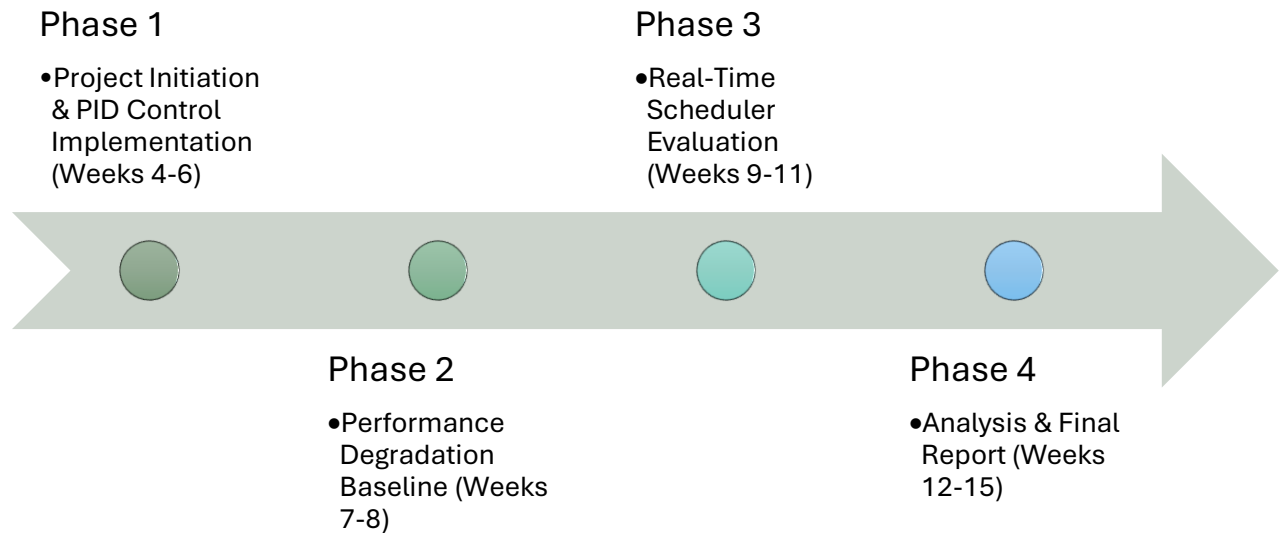 Phase 1
•Project Initiation
& PID Control
Implementation
(Weeks 4-6)
Phase 2
•Performance
Degradation
Baseline (Weeks
7-8)
Phase 3
•Real-Time
Scheduler
Evaluation
(Weeks 9-11)
Phase 4
•Analysis & Final
Report (Weeks
12-15)